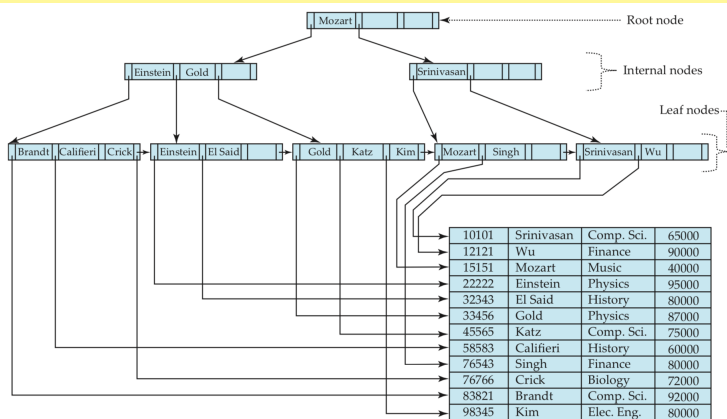 Mozart
Root node
Einstein Gold
Srinivasan
Internal nodes
Leaf nodes
Brandt Califieri Crick Einstein El Said Gold Katz Kim Mozart Singh Srinivasan Wu
10101 Srinivasan Comp. Sci. 65000
12121 Wu Finance 90000
15151 Mozart Music 40000
22222 Einstein Physics 95000
32343 El Said History 80000
33456 Gold Physics 87000
45565 Katz Comp. Sci. 75000
58583 Califieri History 60000
76543 Singh Finance 80000
76766 Crick Biology 72000
83821 Brandt Comp. Sci. 92000
98345 Kim Elec. Eng. 80000